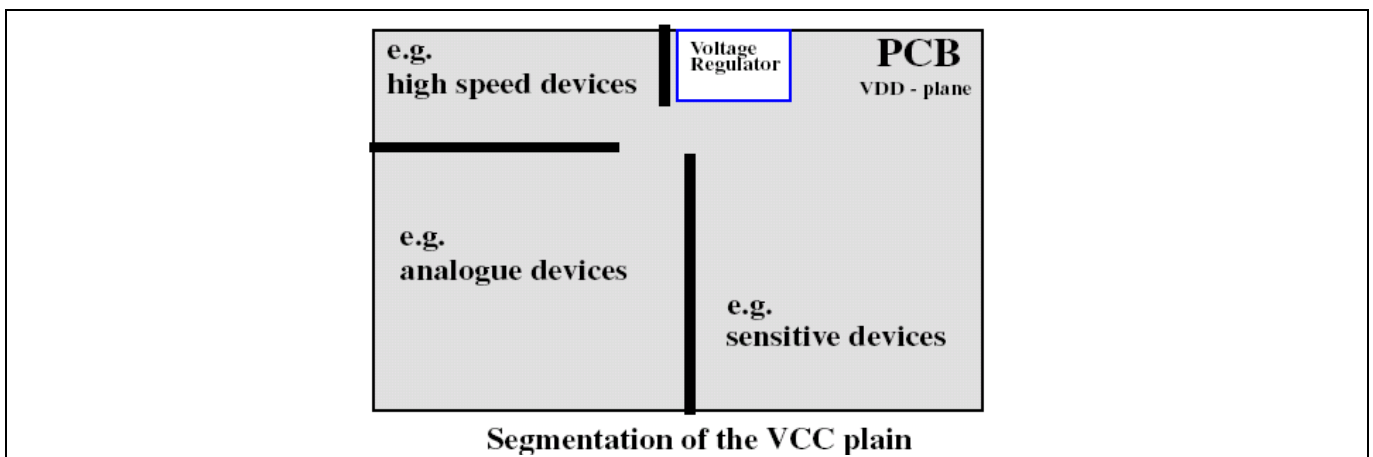 e.g.
high speed devices
Voltage
Regulator
PCB
VDD - plane
e.g.
analogue devices
e.g.
sensitive devices
Segmentation of the VCC plain